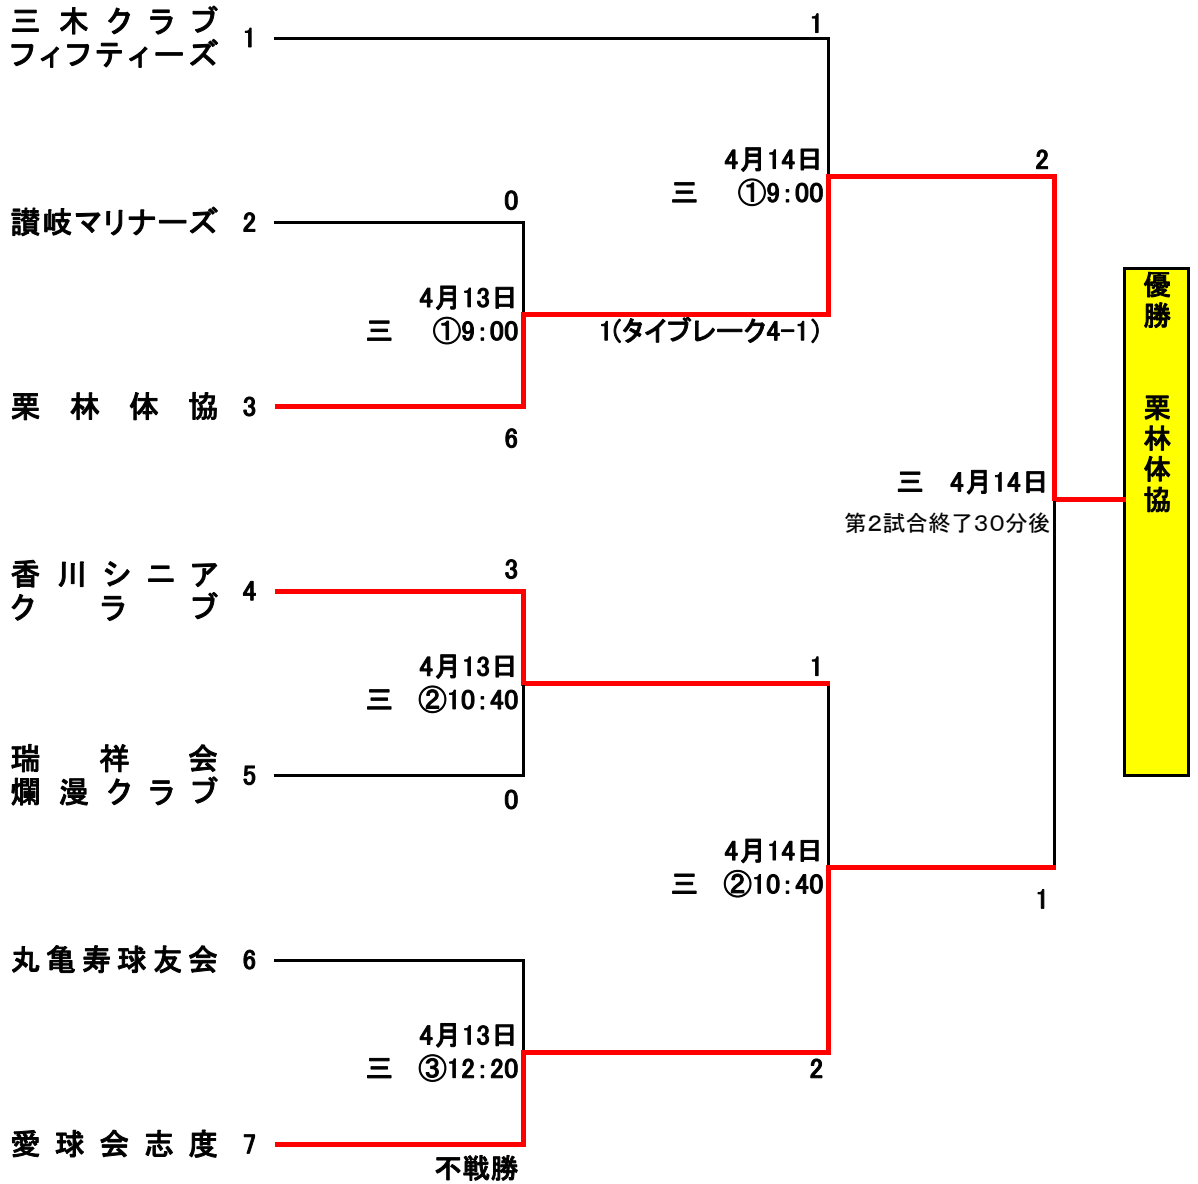 三木クラブ
フィフティーズ
1
1
4月14日
三 ①9:00
2
讃岐マリナーズ
2
0
4月13日
三 ①9:00
1(タイブレーク4-1)
栗林体協
3
6
優勝 栗林体協
三 4月14日
第2試合終了30分後
香川シニア
クラブ
4
3
4月13日
三 ②10:40
1
瑞祥会
爛漫クラブ
5
0
4月14日
三 ②10:40
1
丸亀寿球友会
6
4月13日
三 ③12:20
2
愛球会志度
7
不戦勝